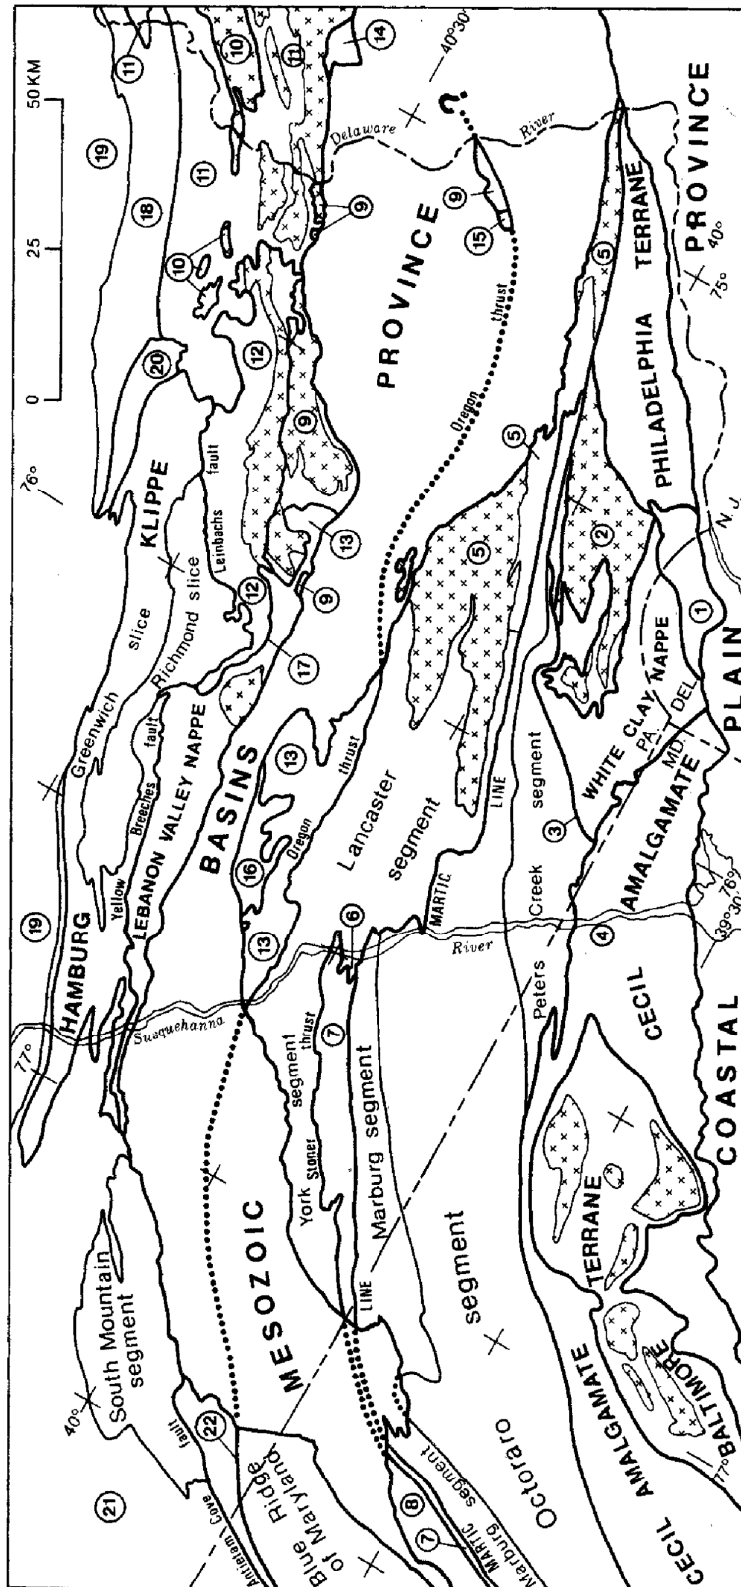 50 KM
25
0
19
18
11
11
10
10
11
14
40°30'
Delaware
River
9
9
15
?
10
20
12
9
76°
KLIPPE
Leinbachs
fault
PROVINCE
Oregon
thrust
5
5
TERRANE
PHILADELPHIA
PROVINCE
40°
75°
Greenwich
slice
Richmond slice
12
17
13
9
5
2
N.J.
1
WHITE CLAY NAPPE
PA.
DEL.
MD.
PLAIN
19
HAMBURG
Yellow
Breeches
fault
LEBANON VALLEY NAPPE
BASINS
13
16
13
Oregon
thrust
Lancaster
segment
MARTIC
LINE
Peters
Creek
segment
3
AMALGAMATE
4
CECIL
76°
39°30'
77°
Susquehanna
River
6
7
York
segment
Stoner
thrust
Marburg segment
LINE
COASTAL
MESOZOIC
South Mountain
segment
40°
21
22
Antietam Cove
fault
Blue Ridge
of Maryland
8
7
MARTIC
Marburg
segment
Octoraro
segment
TERRANE
BALTIMORE
77°
CECIL
AMALGAMATE